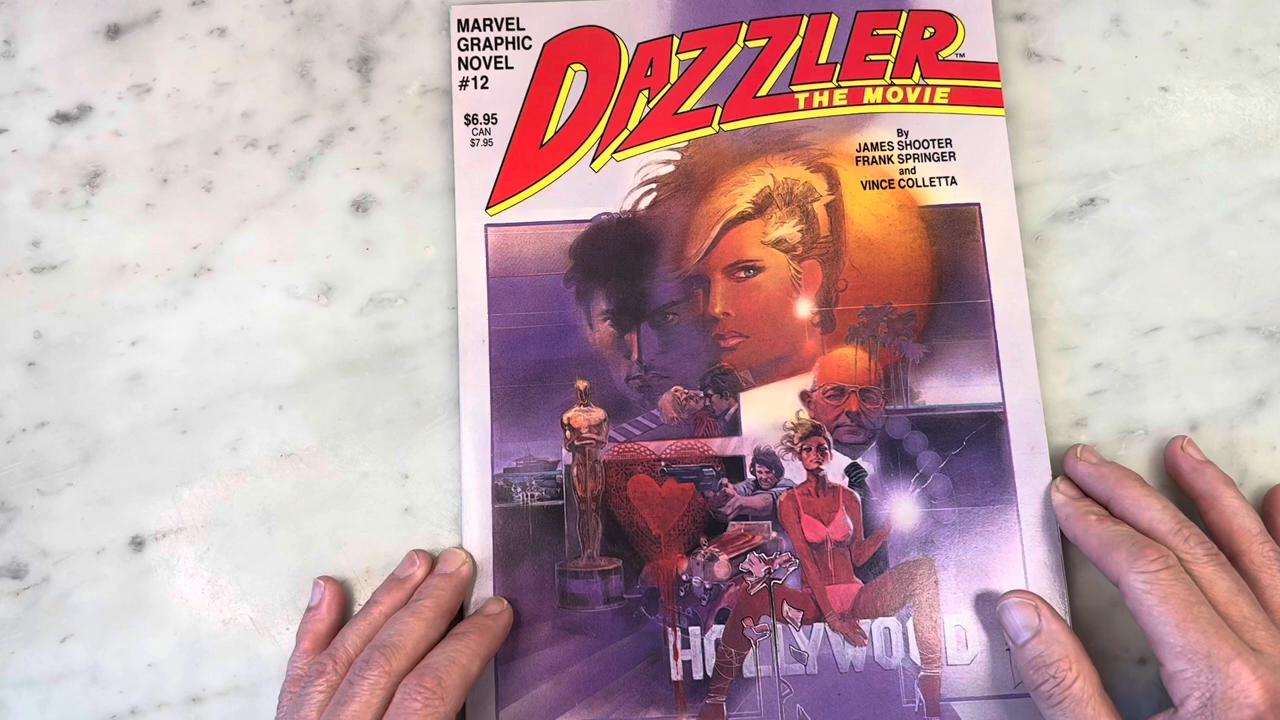 MARVEL
GRAPHIC
NOVEL
#12
$6.95
CAN
$7.95
DAZZLER™
THE MOVIE
By
JAMES SHOOTER
FRANK SPRINGER
and
VINCE COLLETTA
HOLLYWOOD